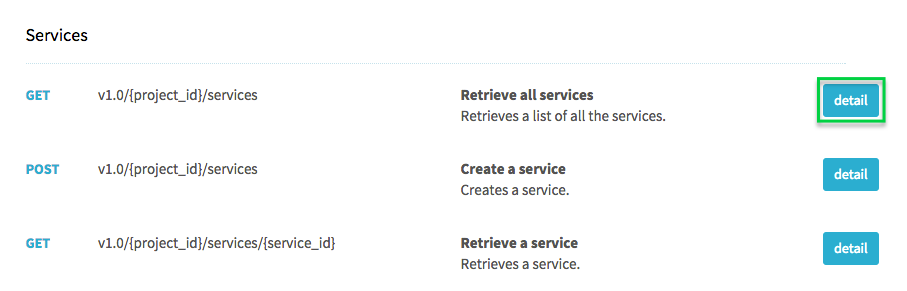 Services
GET v1.0/{project_id}/services Retrieve all services detail
Retrieves a list of all the services.
POST v1.0/{project_id}/services Create a service detail
Creates a service.
GET v1.0/{project_id}/services/{service_id} Retrieve a service detail
Retrieves a service.